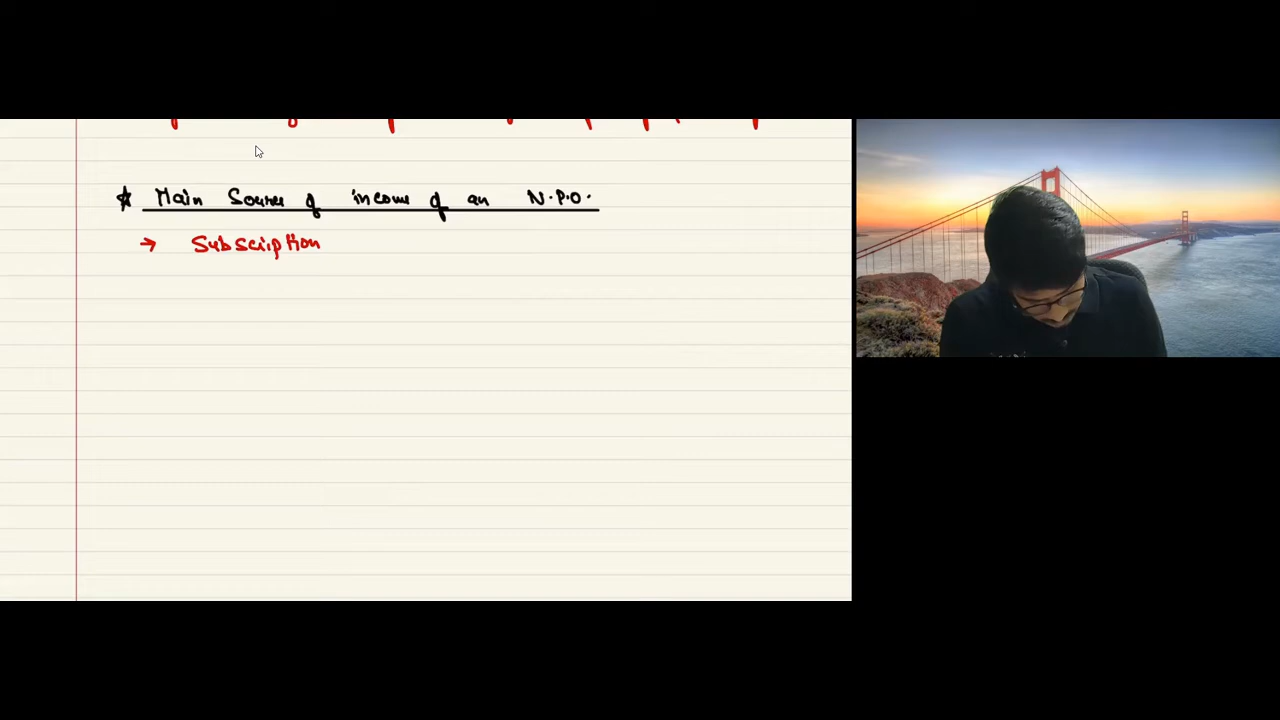 ☆ Main Source of income of an N.P.O.
→ Subscription